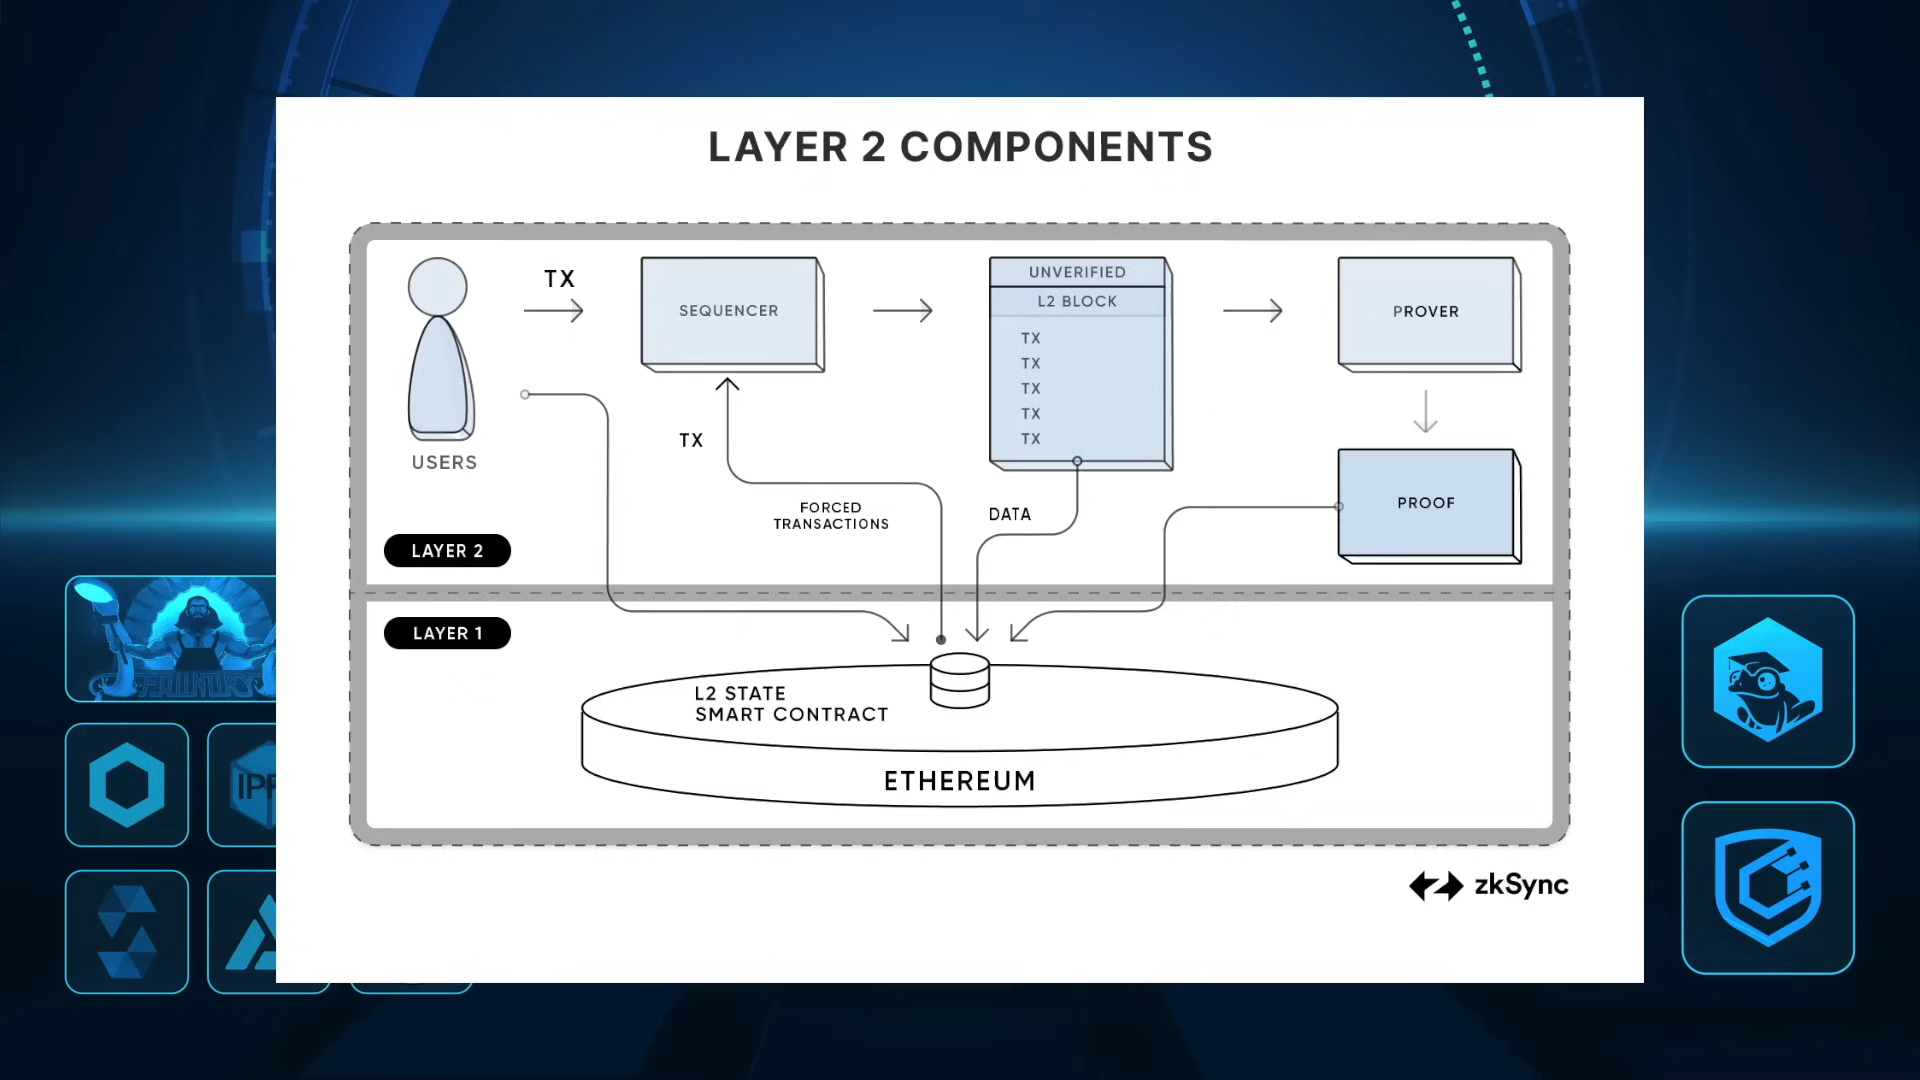 LAYER 2 COMPONENTS
TX
SEQUENCER
UNVERIFIED
L2 BLOCK
TX
TX
TX
TX
TX
PROVER
USERS
TX
FORCED
TRANSACTIONS
DATA
PROOF
LAYER 2
LAYER 1
L2 STATE
SMART CONTRACT
ETHEREUM
zkSync
FOUNDRY